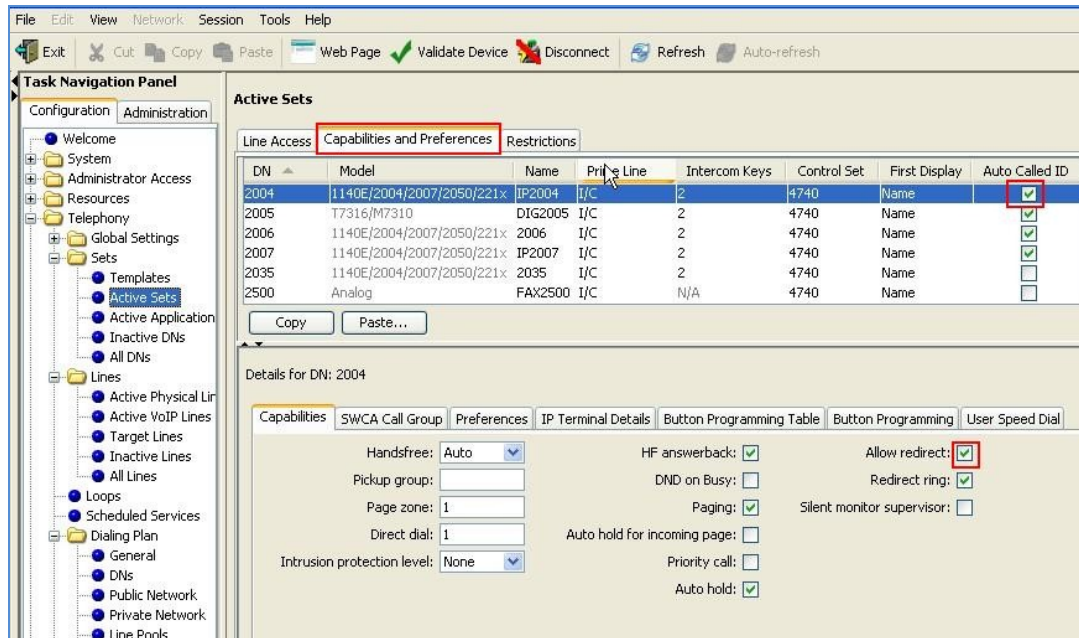 File Edit View Network Session Tools Help
Exit Cut Copy Paste Web Page Validate Device Disconnect Refresh Auto-refresh
Task Navigation Panel
Configuration Administration
Welcome
System
Administrator Access
Resources
Telephony
Global Settings
Sets
Templates
Active Sets
Active Application
Inactive DNs
All DNs
Lines
Active Physical Lin
Active VoIP Lines
Target Lines
Inactive Lines
All Lines
Loops
Scheduled Services
Dialing Plan
General
DNs
Public Network
Private Network
Line Pools
Active Sets
Line Access Capabilities and Preferences Restrictions
DN Model Name Prime Line Intercom Keys Control Set First Display Auto Called ID
2004 1140E/2004/2007/2050/221x IP2004 I/C 2 4740 Name
2005 T7316/M7310 DIG2005 I/C 2 4740 Name
2006 1140E/2004/2007/2050/221x 2006 I/C 2 4740 Name
2007 1140E/2004/2007/2050/221x IP2007 I/C 2 4740 Name
2035 1140E/2004/2007/2050/221x 2035 I/C 2 4740 Name
2500 Analog FAX2500 I/C N/A 4740 Name
Copy Paste...
Details for DN: 2004
Capabilities SWCA Call Group Preferences IP Terminal Details Button Programming Table Button Programming User Speed Dial
Handsfree: Auto HF answerback: Allow redirect:
Pickup group: DND on Busy: Redirect ring:
Page zone: 1 Paging: Silent monitor supervisor:
Direct dial: 1 Auto hold for incoming page:
Intrusion protection level: None Priority call:
Auto hold: